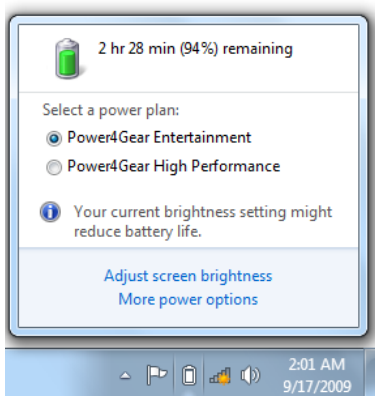 2 hr 28 min (94%) remaining
Select a power plan:
Power4Gear Entertainment
Power4Gear High Performance
Your current brightness setting might
reduce battery life.
Adjust screen brightness
More power options
2:01 AM
9/17/2009